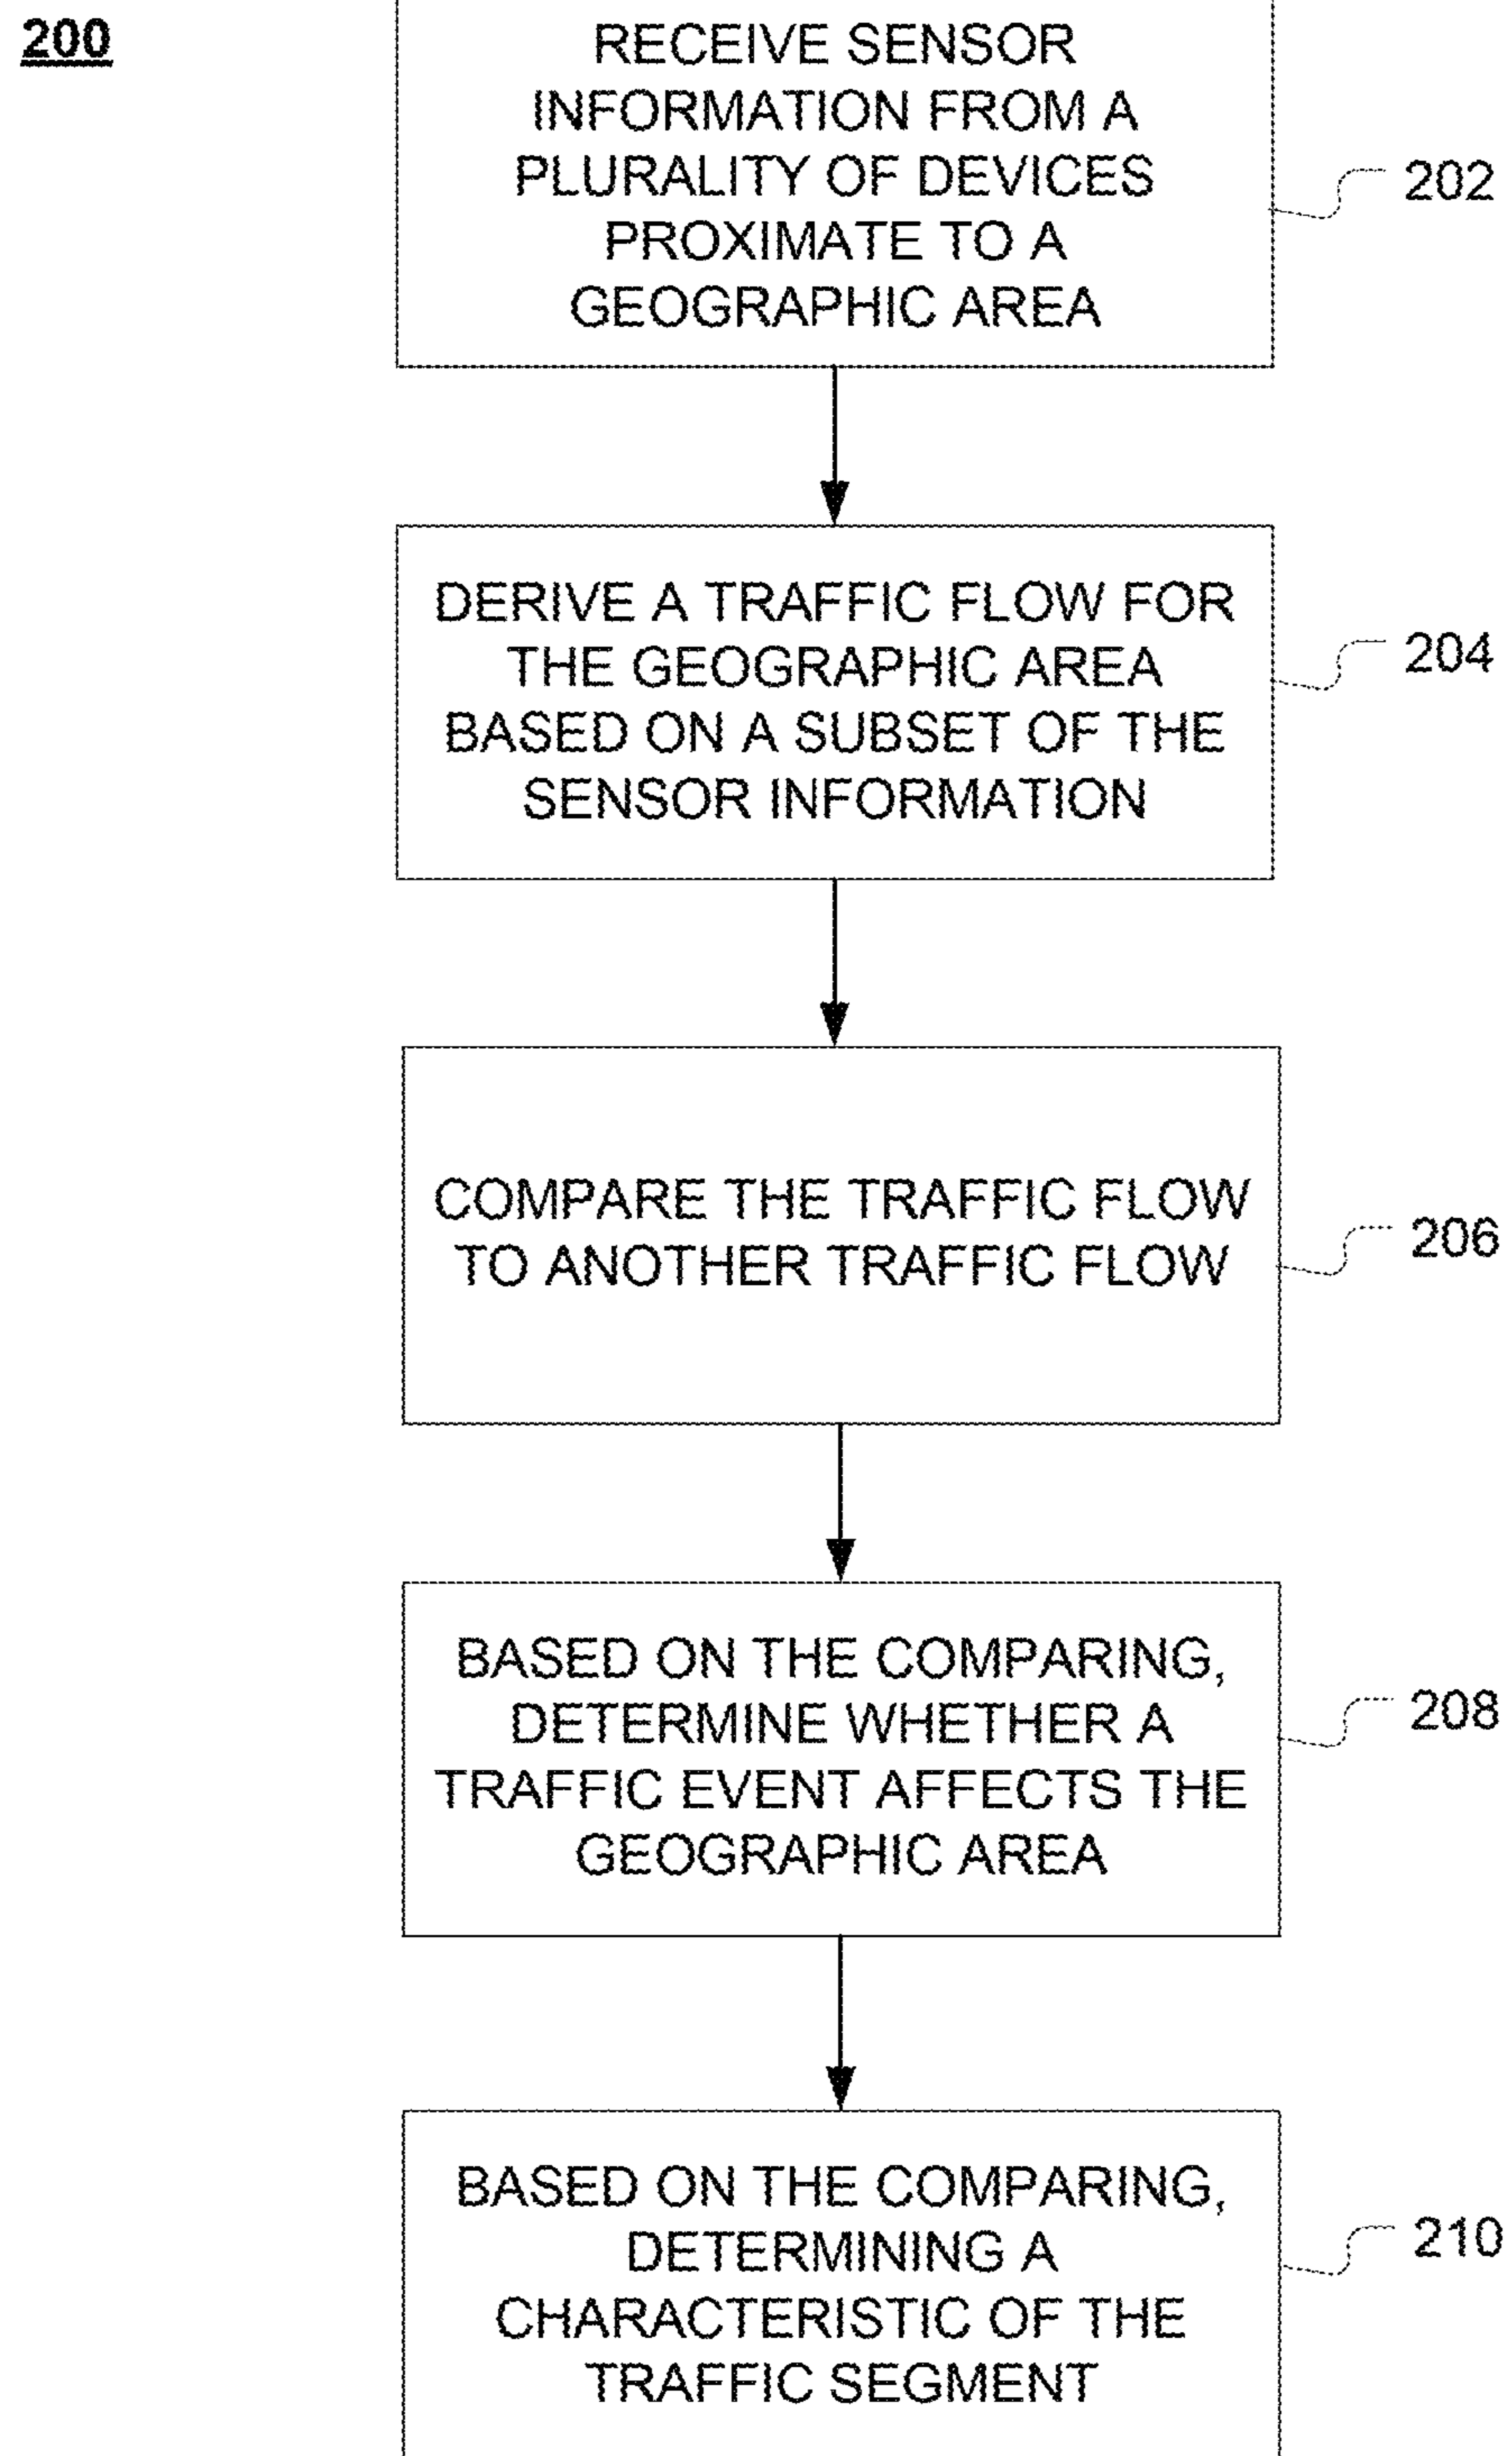 200
RECEIVE SENSOR
INFORMATION FROM A
PLURALITY OF DEVICES
PROXIMATE TO A
GEOGRAPHIC AREA
202
DERIVE A TRAFFIC FLOW FOR
THE GEOGRAPHIC AREA
BASED ON A SUBSET OF THE
SENSOR INFORMATION
204
COMPARE THE TRAFFIC FLOW
TO ANOTHER TRAFFIC FLOW
206
BASED ON THE COMPARING,
DETERMINE WHETHER A
TRAFFIC EVENT AFFECTS THE
GEOGRAPHIC AREA
208
BASED ON THE COMPARING,
DETERMINING A
CHARACTERISTIC OF THE
TRAFFIC SEGMENT
210